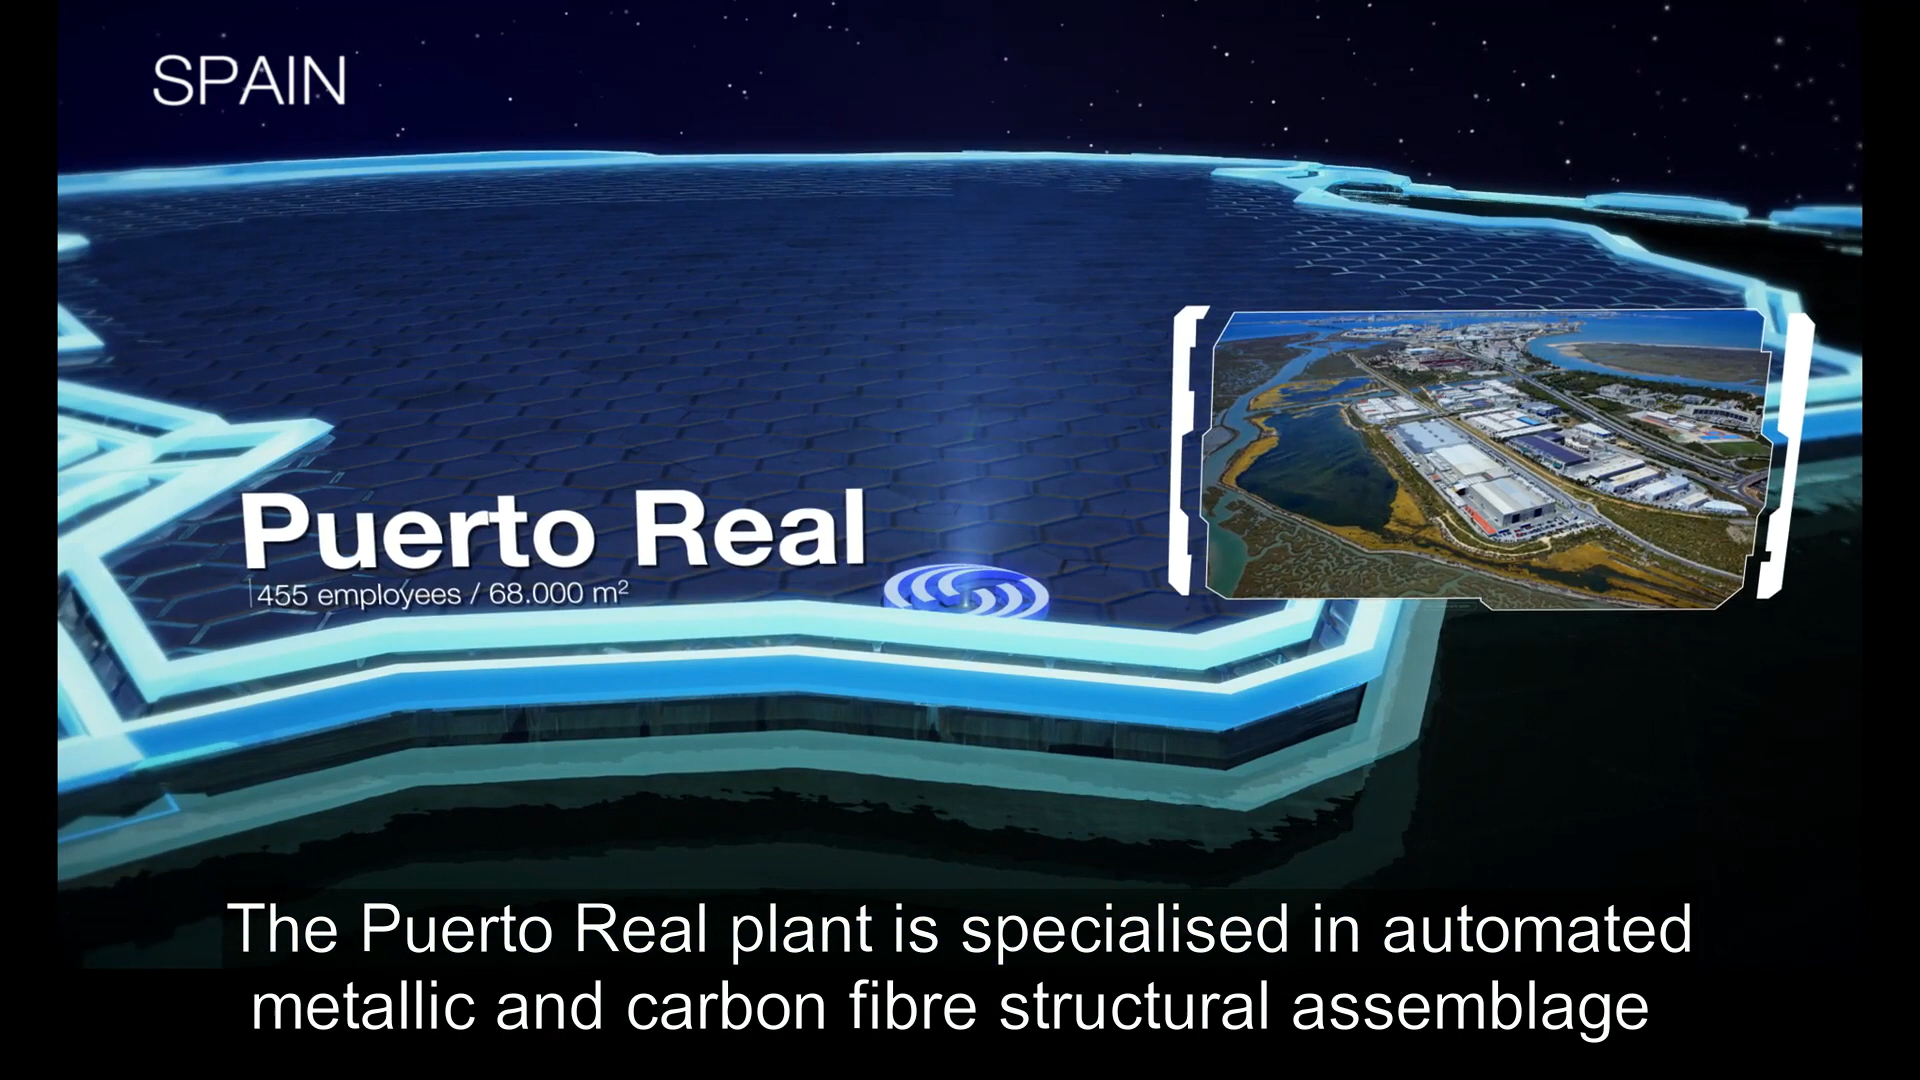 SPAIN
Puerto Real
455 employees / 68.000 m²
The Puerto Real plant is specialised in automated
metallic and carbon fibre structural assemblage